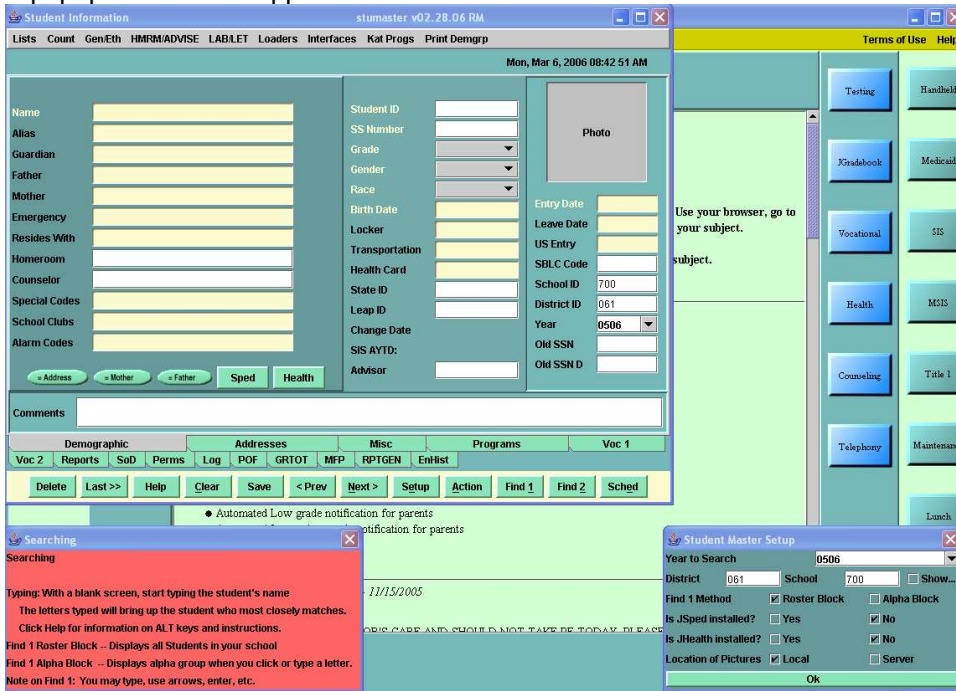 Student Information stumaster v02.28.06 RM
Lists Count Gen/Eth HMRM/ADVISE LAB/LET Loaders Interfaces Kat Progs Print Demgrp
Terms of Use Help
Mon, Mar 6, 2006 08:42 51 AM
Name
Alias
Guardian
Father
Mother
Emergency
Resides With
Homeroom
Counselor
Special Codes
School Clubs
Alarm Codes
= Address = Mother = Father Sped Health
Student ID
SS Number
Grade
Gender
Race
Birth Date
Locker
Transportation
Health Card
State ID
Leap ID
Change Date
SIS AYTD:
Advisor
Photo
Entry Date
Leave Date
US Entry
SBLC Code
School ID 700
District ID 061
Year 0506
Old SSN
Old SSN D
Comments
Demographic Addresses Misc Programs Voc 1
Voc 2 Reports SoD Perms Log POF GRTOT MFP RPTGEN EnHist
Delete Last >> Help Clear Save < Prev Next > Setup Action Find 1 Find 2 Sched
Use your browser, go to
your subject.
subject.
Testing Handheld
JGradebook Medicaid
Vocational SIS
Health MSIS
Counseling Title 1
Telephony Maintenan
Lunch
Automated Low grade notification for parents
notification for parents
- 11/15/2005
OR'S CARE AND SHOULD NOT TAKE PE TODAY. PLEASE
Searching
Searching
Typing: With a blank screen, start typing the student's name
The letters typed will bring up the student who most closely matches.
Click Help for information on ALT keys and instructions.
Find 1 Roster Block -- Displays all Students in your school
Find 1 Alpha Block -- Displays alpha group when you click or type a letter.
Note on Find 1: You may type, use arrows, enter, etc.
Student Master Setup
Year to Search 0506
District 061 School 700 Show...
Find 1 Method Roster Block Alpha Block
Is JSped installed? Yes No
Is JHealth installed? Yes No
Location of Pictures Local Server
Ok